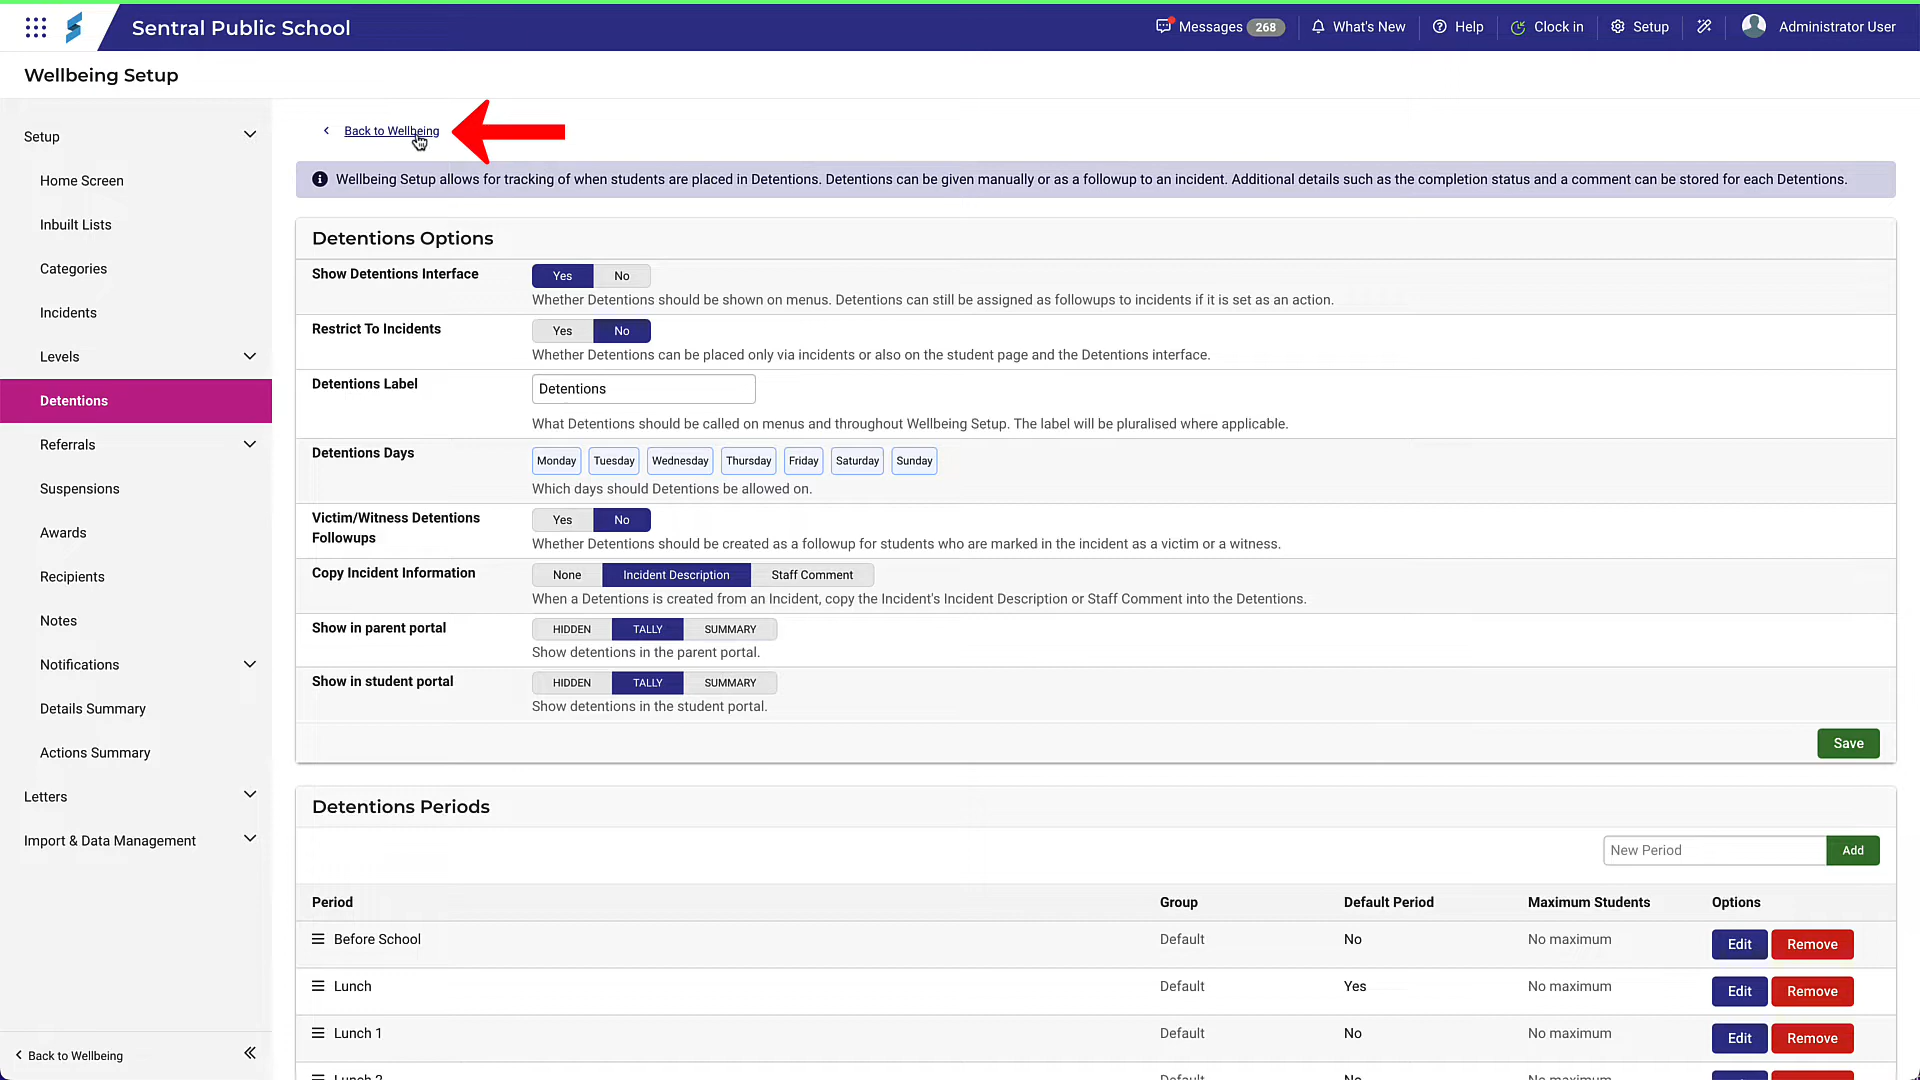 Sentral Public School
Messages 268
What's New
Help
Clock in
Setup
Administrator User
Wellbeing Setup
Setup
Home Screen
Inbuilt Lists
Categories
Incidents
Levels
Detentions
Referrals
Suspensions
Awards
Recipients
Notes
Notifications
Details Summary
Actions Summary
Letters
Import & Data Management
Back to Wellbeing
Back to Wellbeing
Wellbeing Setup allows for tracking of when students are placed in Detentions. Detentions can be given manually or as a followup to an incident. Additional details such as the completion status and a comment can be stored for each Detentions.
Detentions Options
Show Detentions Interface
Yes No
Whether Detentions should be shown on menus. Detentions can still be assigned as followups to incidents if it is set as an action.
Restrict To Incidents
Yes No
Whether Detentions can be placed only via incidents or also on the student page and the Detentions interface.
Detentions Label
Detentions
What Detentions should be called on menus and throughout Wellbeing Setup. The label will be pluralised where applicable.
Detentions Days
Monday Tuesday Wednesday Thursday Friday Saturday Sunday
Which days should Detentions be allowed on.
Victim/Witness Detentions
Followups
Yes No
Whether Detentions should be created as a followup for students who are marked in the incident as a victim or a witness.
Copy Incident Information
None Incident Description Staff Comment
When a Detentions is created from an Incident, copy the Incident's Incident Description or Staff Comment into the Detentions.
Show in parent portal
HIDDEN TALLY SUMMARY
Show detentions in the parent portal.
Show in student portal
HIDDEN TALLY SUMMARY
Show detentions in the student portal.
Save
Detentions Periods
New Period Add
Period Group Default Period Maximum Students Options
Before School Default No No maximum Edit Remove
Lunch Default Yes No maximum Edit Remove
Lunch 1 Default No No maximum Edit Remove
Lunch 2 Default No